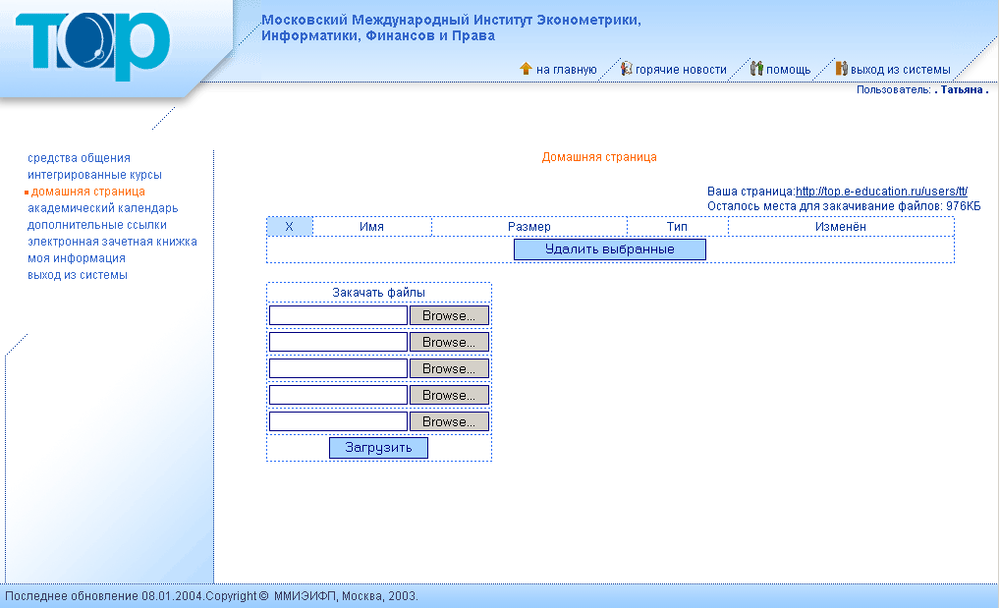 TOP
Московский Международный Институт Эконометрики,
Информатики, Финансов и Права
на главную горячие новости помощь выход из системы
Пользователь: . Татьяна .
средства общения
интегрированные курсы
домашняя страница
академический календарь
дополнительные ссылки
электронная зачетная книжка
моя информация
выход из системы
Домашняя страница
Ваша страница:http://top.e-education.ru/users/tt/
Осталось места для закачивание файлов: 976КБ
X Имя Размер Тип Изменён
Удалить выбранные
Закачать файлы
Browse...
Browse...
Browse...
Browse...
Browse...
Загрузить
Последнее обновление 08.01.2004.Copyright © ММИЭИФП, Москва, 2003.